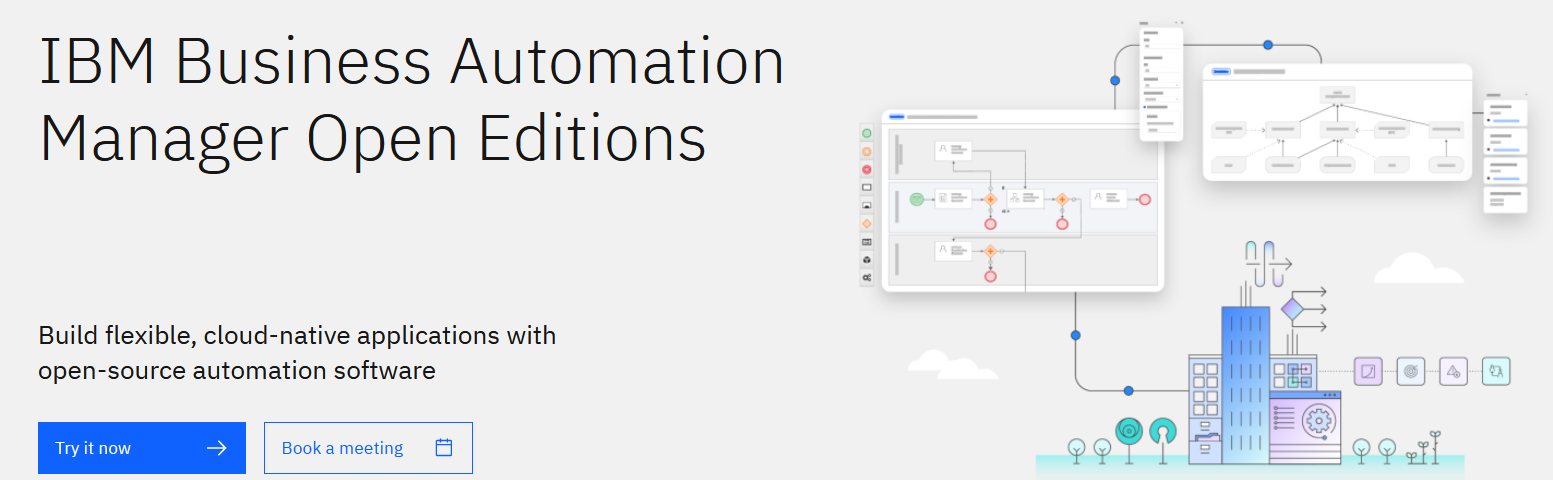 IBM Business Automation
Manager Open Editions
Build flexible, cloud-native applications with
open-source automation software
Try it now
Book a meeting